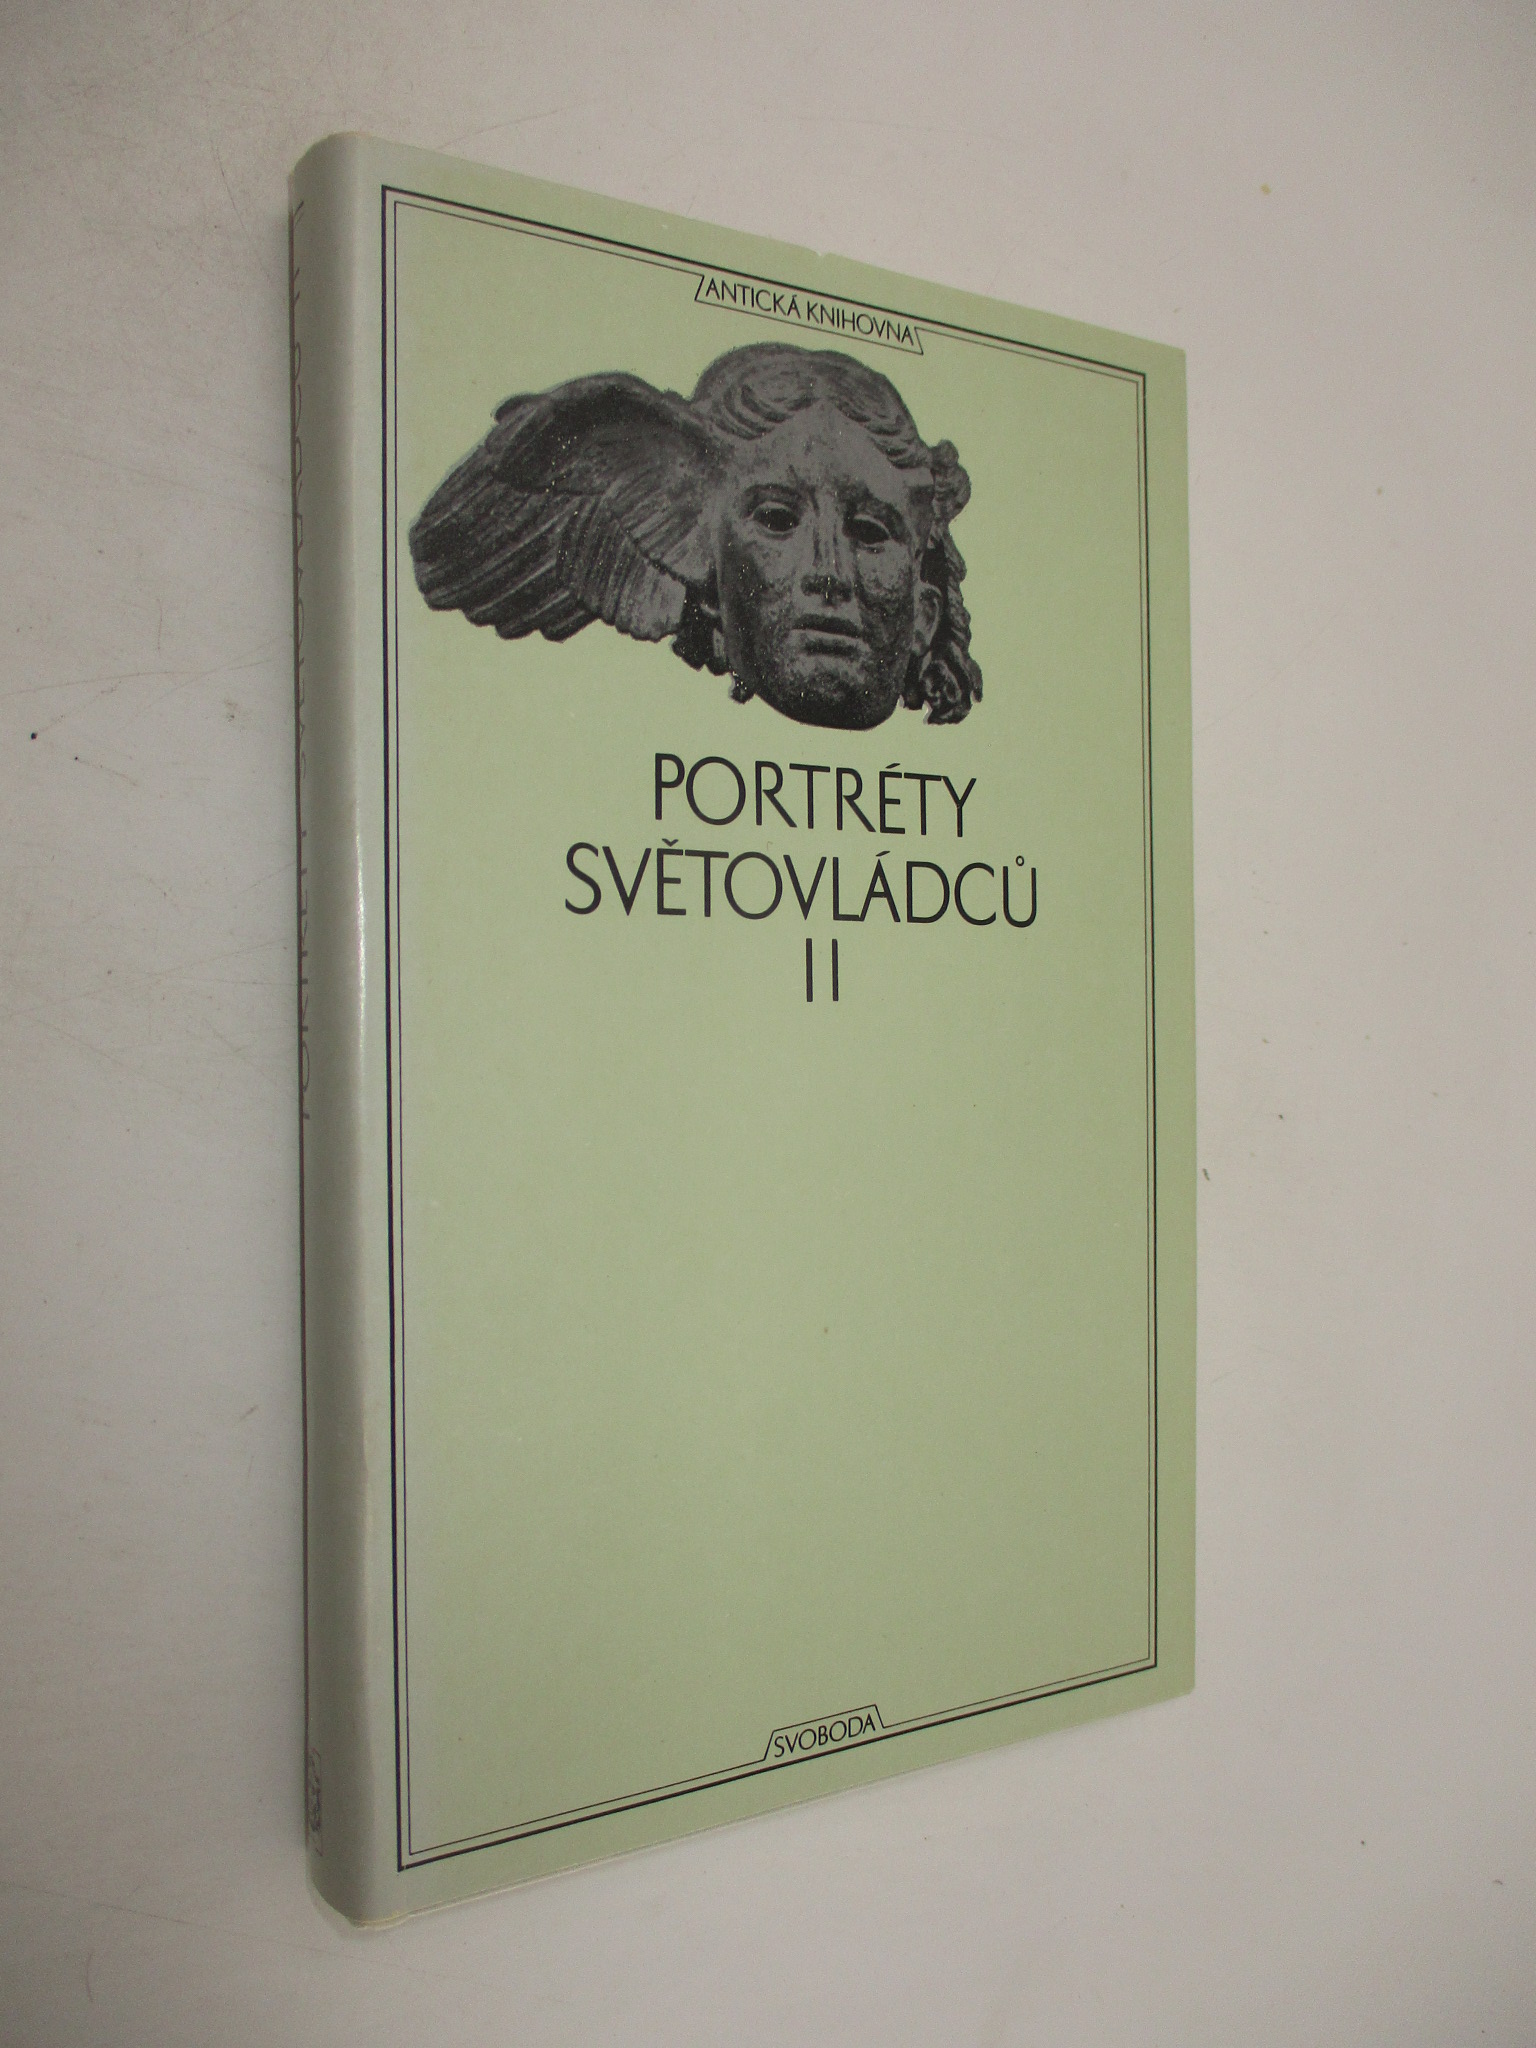 ANTICKÁ KNIHOVNA
PORTRÉTY
SVĚTOVLÁDCŮ
II
SVOBODA